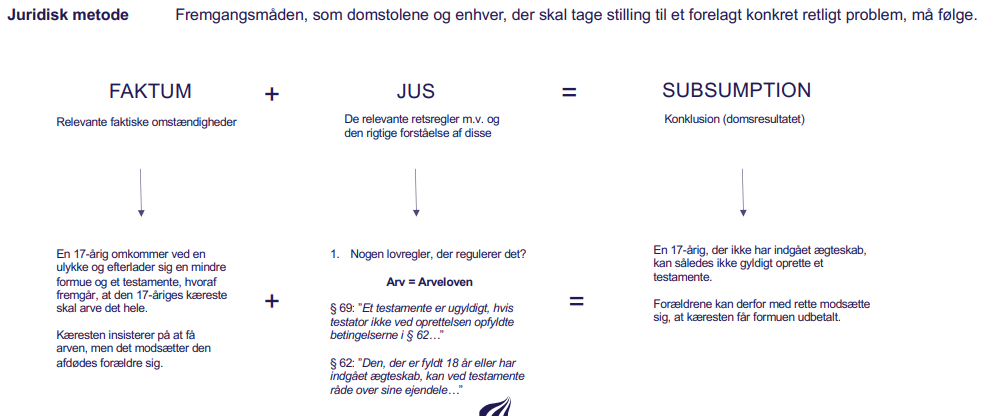 Juridisk metode Fremgangsmåden, som domstolene og enhver, der skal tage stilling til et forelagt konkret retligt problem, må følge.
FAKTUM + JUS = SUBSUMPTION
Relevante faktiske omstændigheder
De relevante retsregler m.v. og
den rigtige forståelse af disse
Konklusion (domsresultatet)
En 17-årig omkommer ved en
ulykke og efterlader sig en mindre
formue og et testamente, hvoraf
fremgår, at den 17-åriges kæreste
skal arve det hele.
Kæresten insisterer på at få
arven, men det modsætter den
afdødes forældre sig.
+
1. Nogen lovregler, der regulerer det?
Arv = Arveloven
§ 69: ”Et testamente er ugyldigt, hvis
testator ikke ved oprettelsen opfyldte
betingelserne i § 62…”
§ 62: ”Den, der er fyldt 18 år eller har
indgået ægteskab, kan ved testamente
råde over sine ejendele…”
=
En 17-årig, der ikke har indgået ægteskab,
kan således ikke gyldigt oprette et
testamente.
Forældrene kan derfor med rette modsætte
sig, at kæresten får formuen udbetalt.